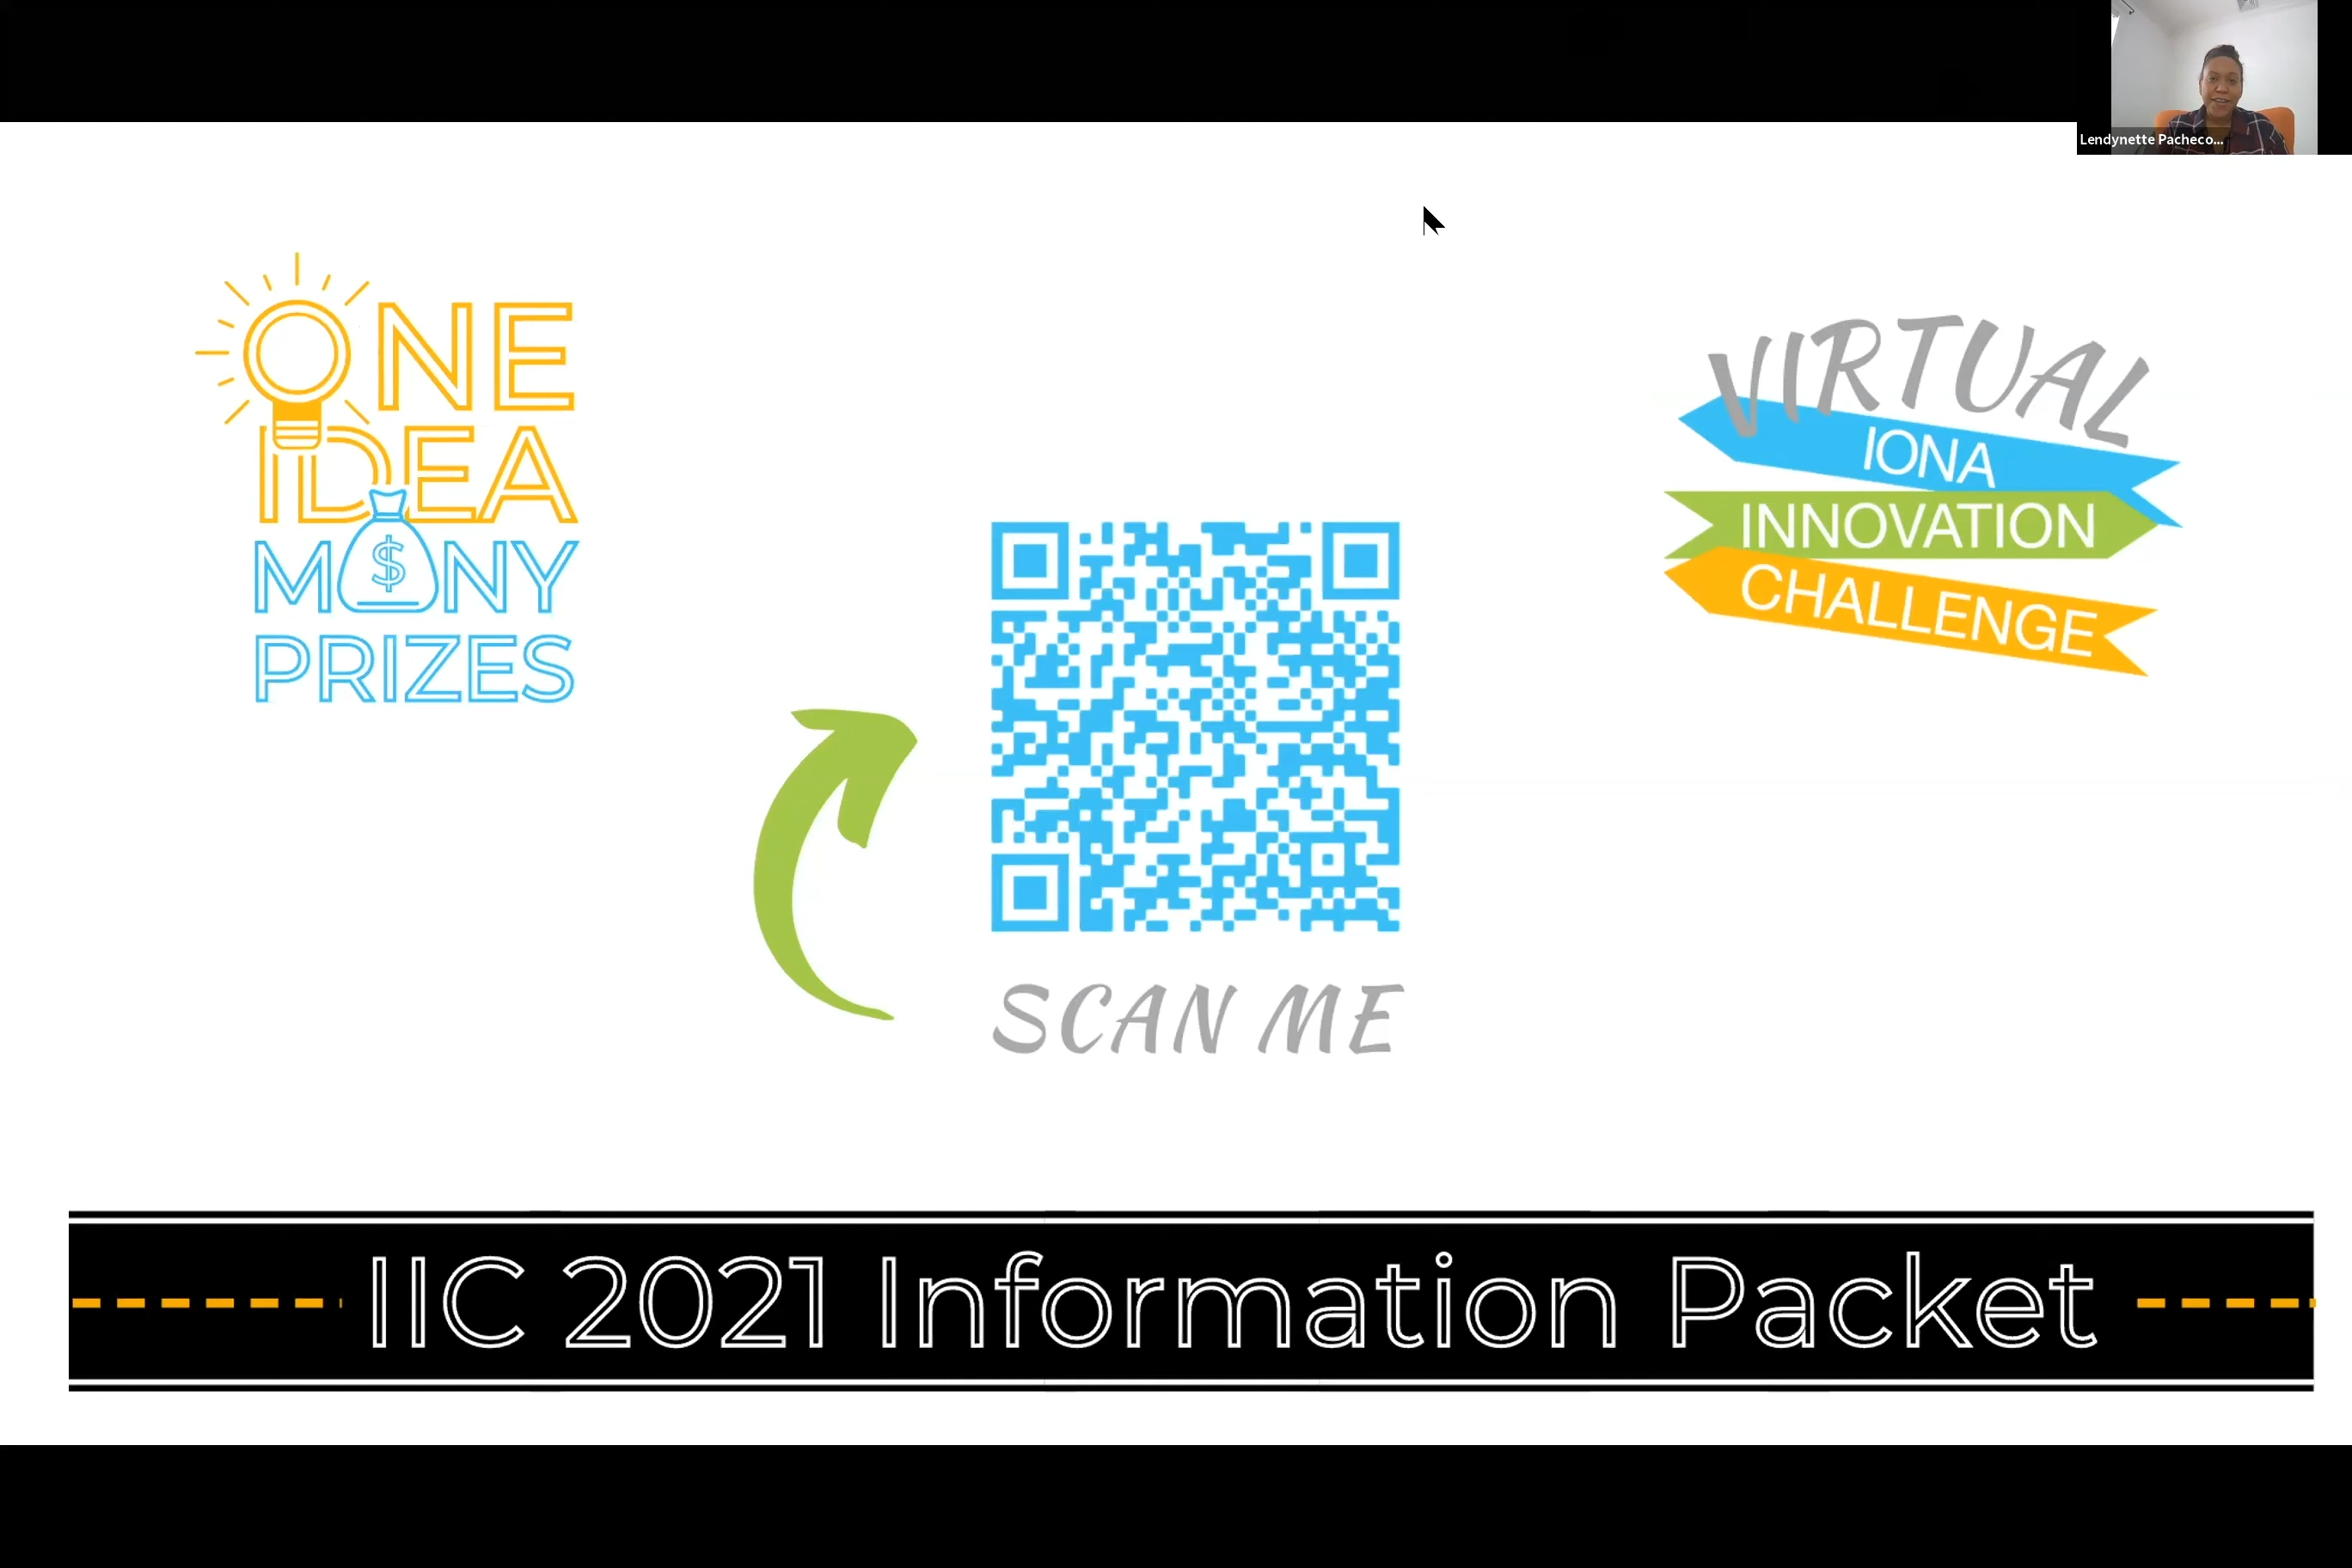 Lendynette Pacheco...
ONE
IDEA
MANY
PRIZES
VIRTUAL
IONA
INNOVATION
CHALLENGE
SCAN ME
IIC 2021 Information Packet